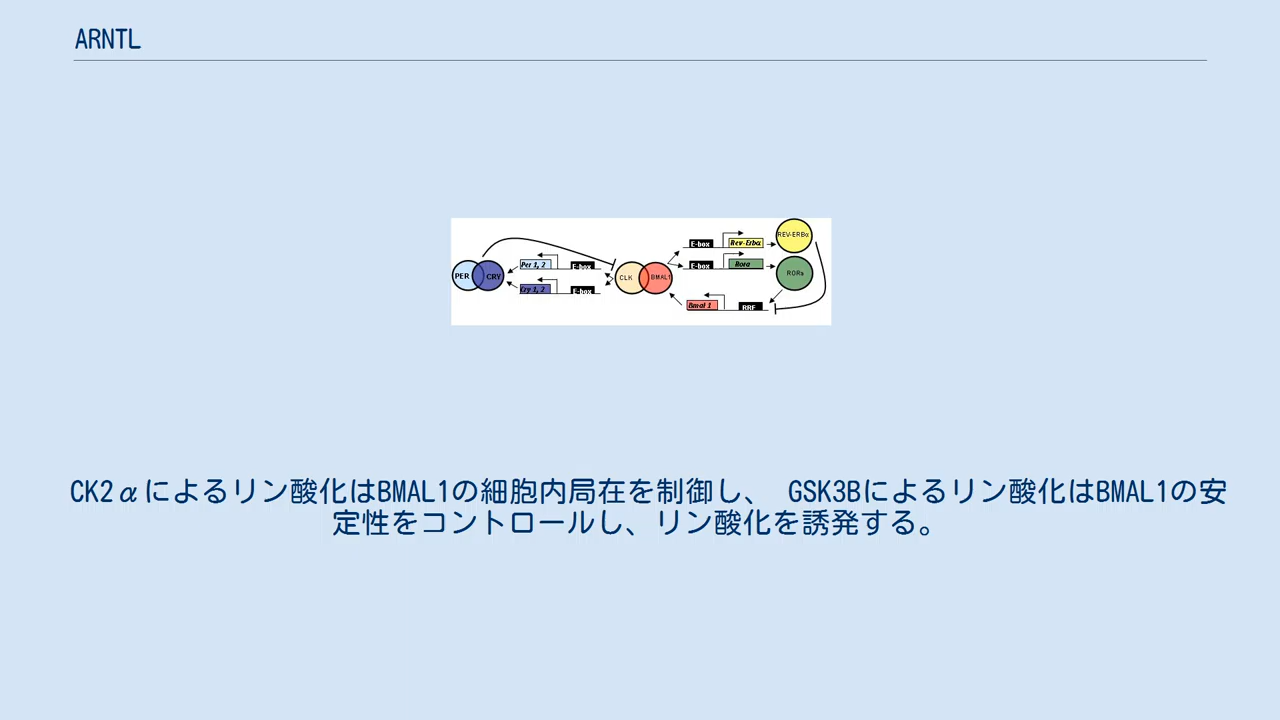 ARNTL
REV-ERBα
E-box
Rev-Erbα
Per 1, 2
E-box
E-box
Rora
PER
CRY
CLK
BMAL1
RORa
Cry 1, 2
E-box
Bmal 1
RRE
CK2αによるリン酸化はBMAL1の細胞内局在を制御し、 GSK3Bによるリン酸化はBMAL1の安
定性をコントロールし、リン酸化を誘発する。